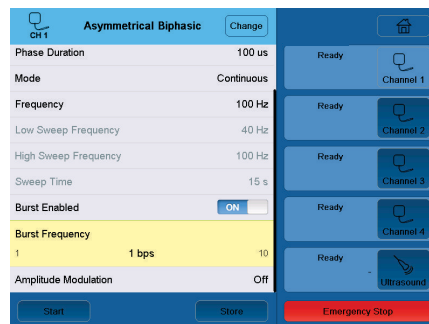 CH 1
Asymmetrical Biphasic
Change
Phase Duration 100 us
Mode Continuous
Frequency 100 Hz
Low Sweep Frequency 40 Hz
High Sweep Frequency 100 Hz
Sweep Time 15 s
Burst Enabled ON
Burst Frequency
1 1 bps 10
Amplitude Modulation Off
Start
Store
Ready
Channel 1
Ready
Channel 2
Ready
Channel 3
Ready
Channel 4
Ready
-
Ultrasound
Emergency Stop